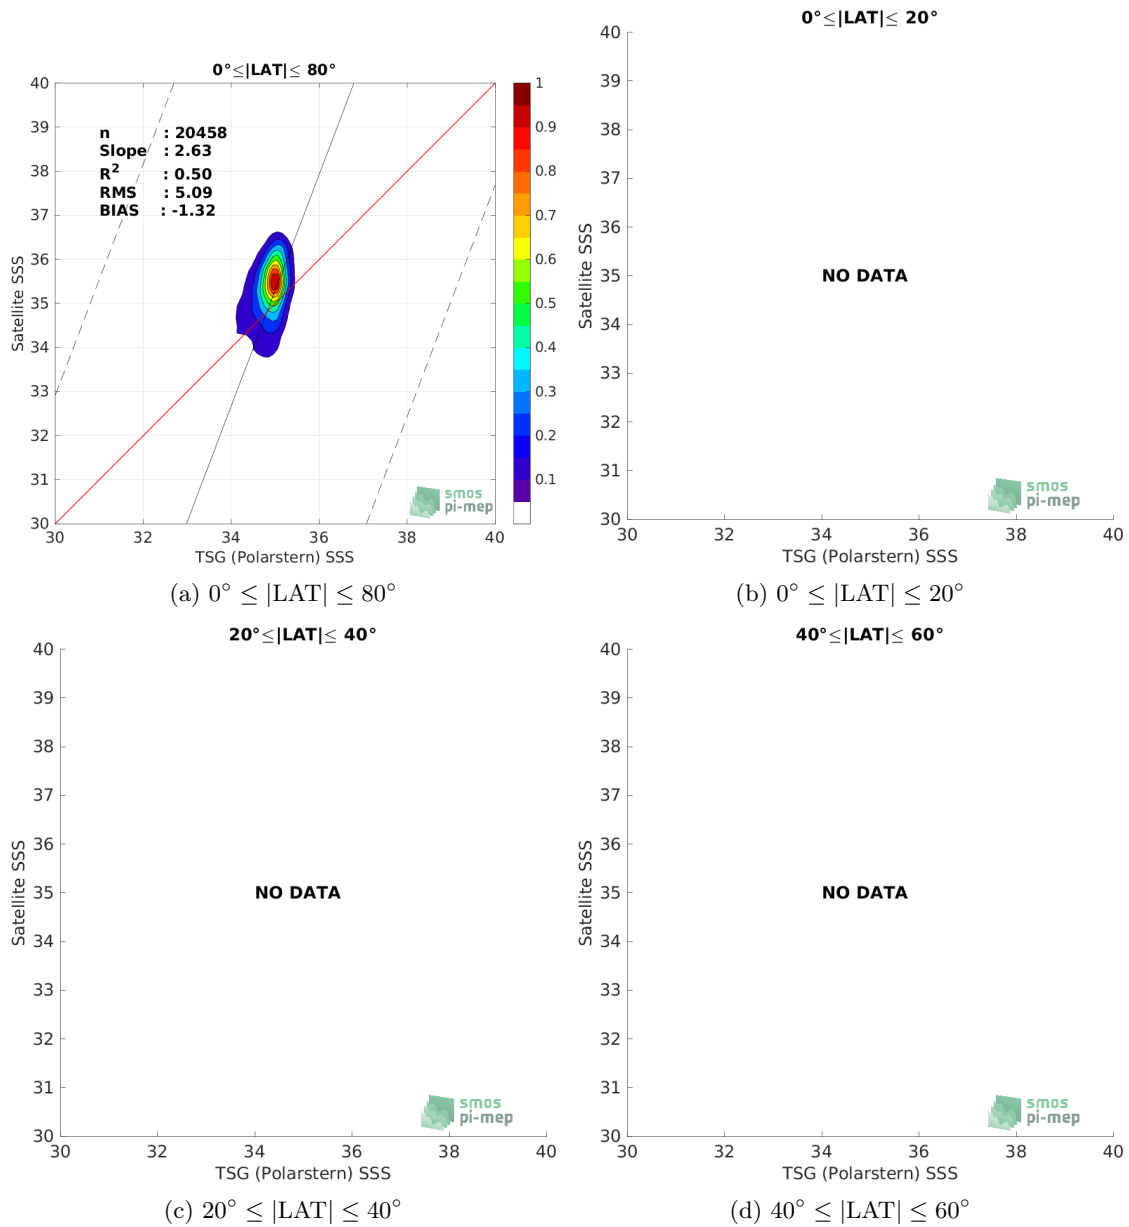 0°≤|LAT|≤ 80°
40
39
38
37
36
35
34
33
32
31
30
Satellite SSS
n : 20458
Slope : 2.63
R² : 0.50
RMS : 5.09
BIAS : -1.32
smos
pi-mep
30 32 34 36 38 40
TSG (Polarstern) SSS
1
0.9
0.8
0.7
0.6
0.5
0.4
0.3
0.2
0.1
(a) 0° ≤ |LAT| ≤ 80°
0°≤|LAT|≤ 20°
40
39
38
37
36
35
34
33
32
31
30
Satellite SSS
NO DATA
smos
pi-mep
30 32 34 36 38 40
TSG (Polarstern) SSS
(b) 0° ≤ |LAT| ≤ 20°
20°≤|LAT|≤ 40°
40
39
38
37
36
35
34
33
32
31
30
Satellite SSS
NO DATA
smos
pi-mep
30 32 34 36 38 40
TSG (Polarstern) SSS
(c) 20° ≤ |LAT| ≤ 40°
40°≤|LAT|≤ 60°
40
39
38
37
36
35
34
33
32
31
30
Satellite SSS
NO DATA
smos
pi-mep
30 32 34 36 38 40
TSG (Polarstern) SSS
(d) 40° ≤ |LAT| ≤ 60°